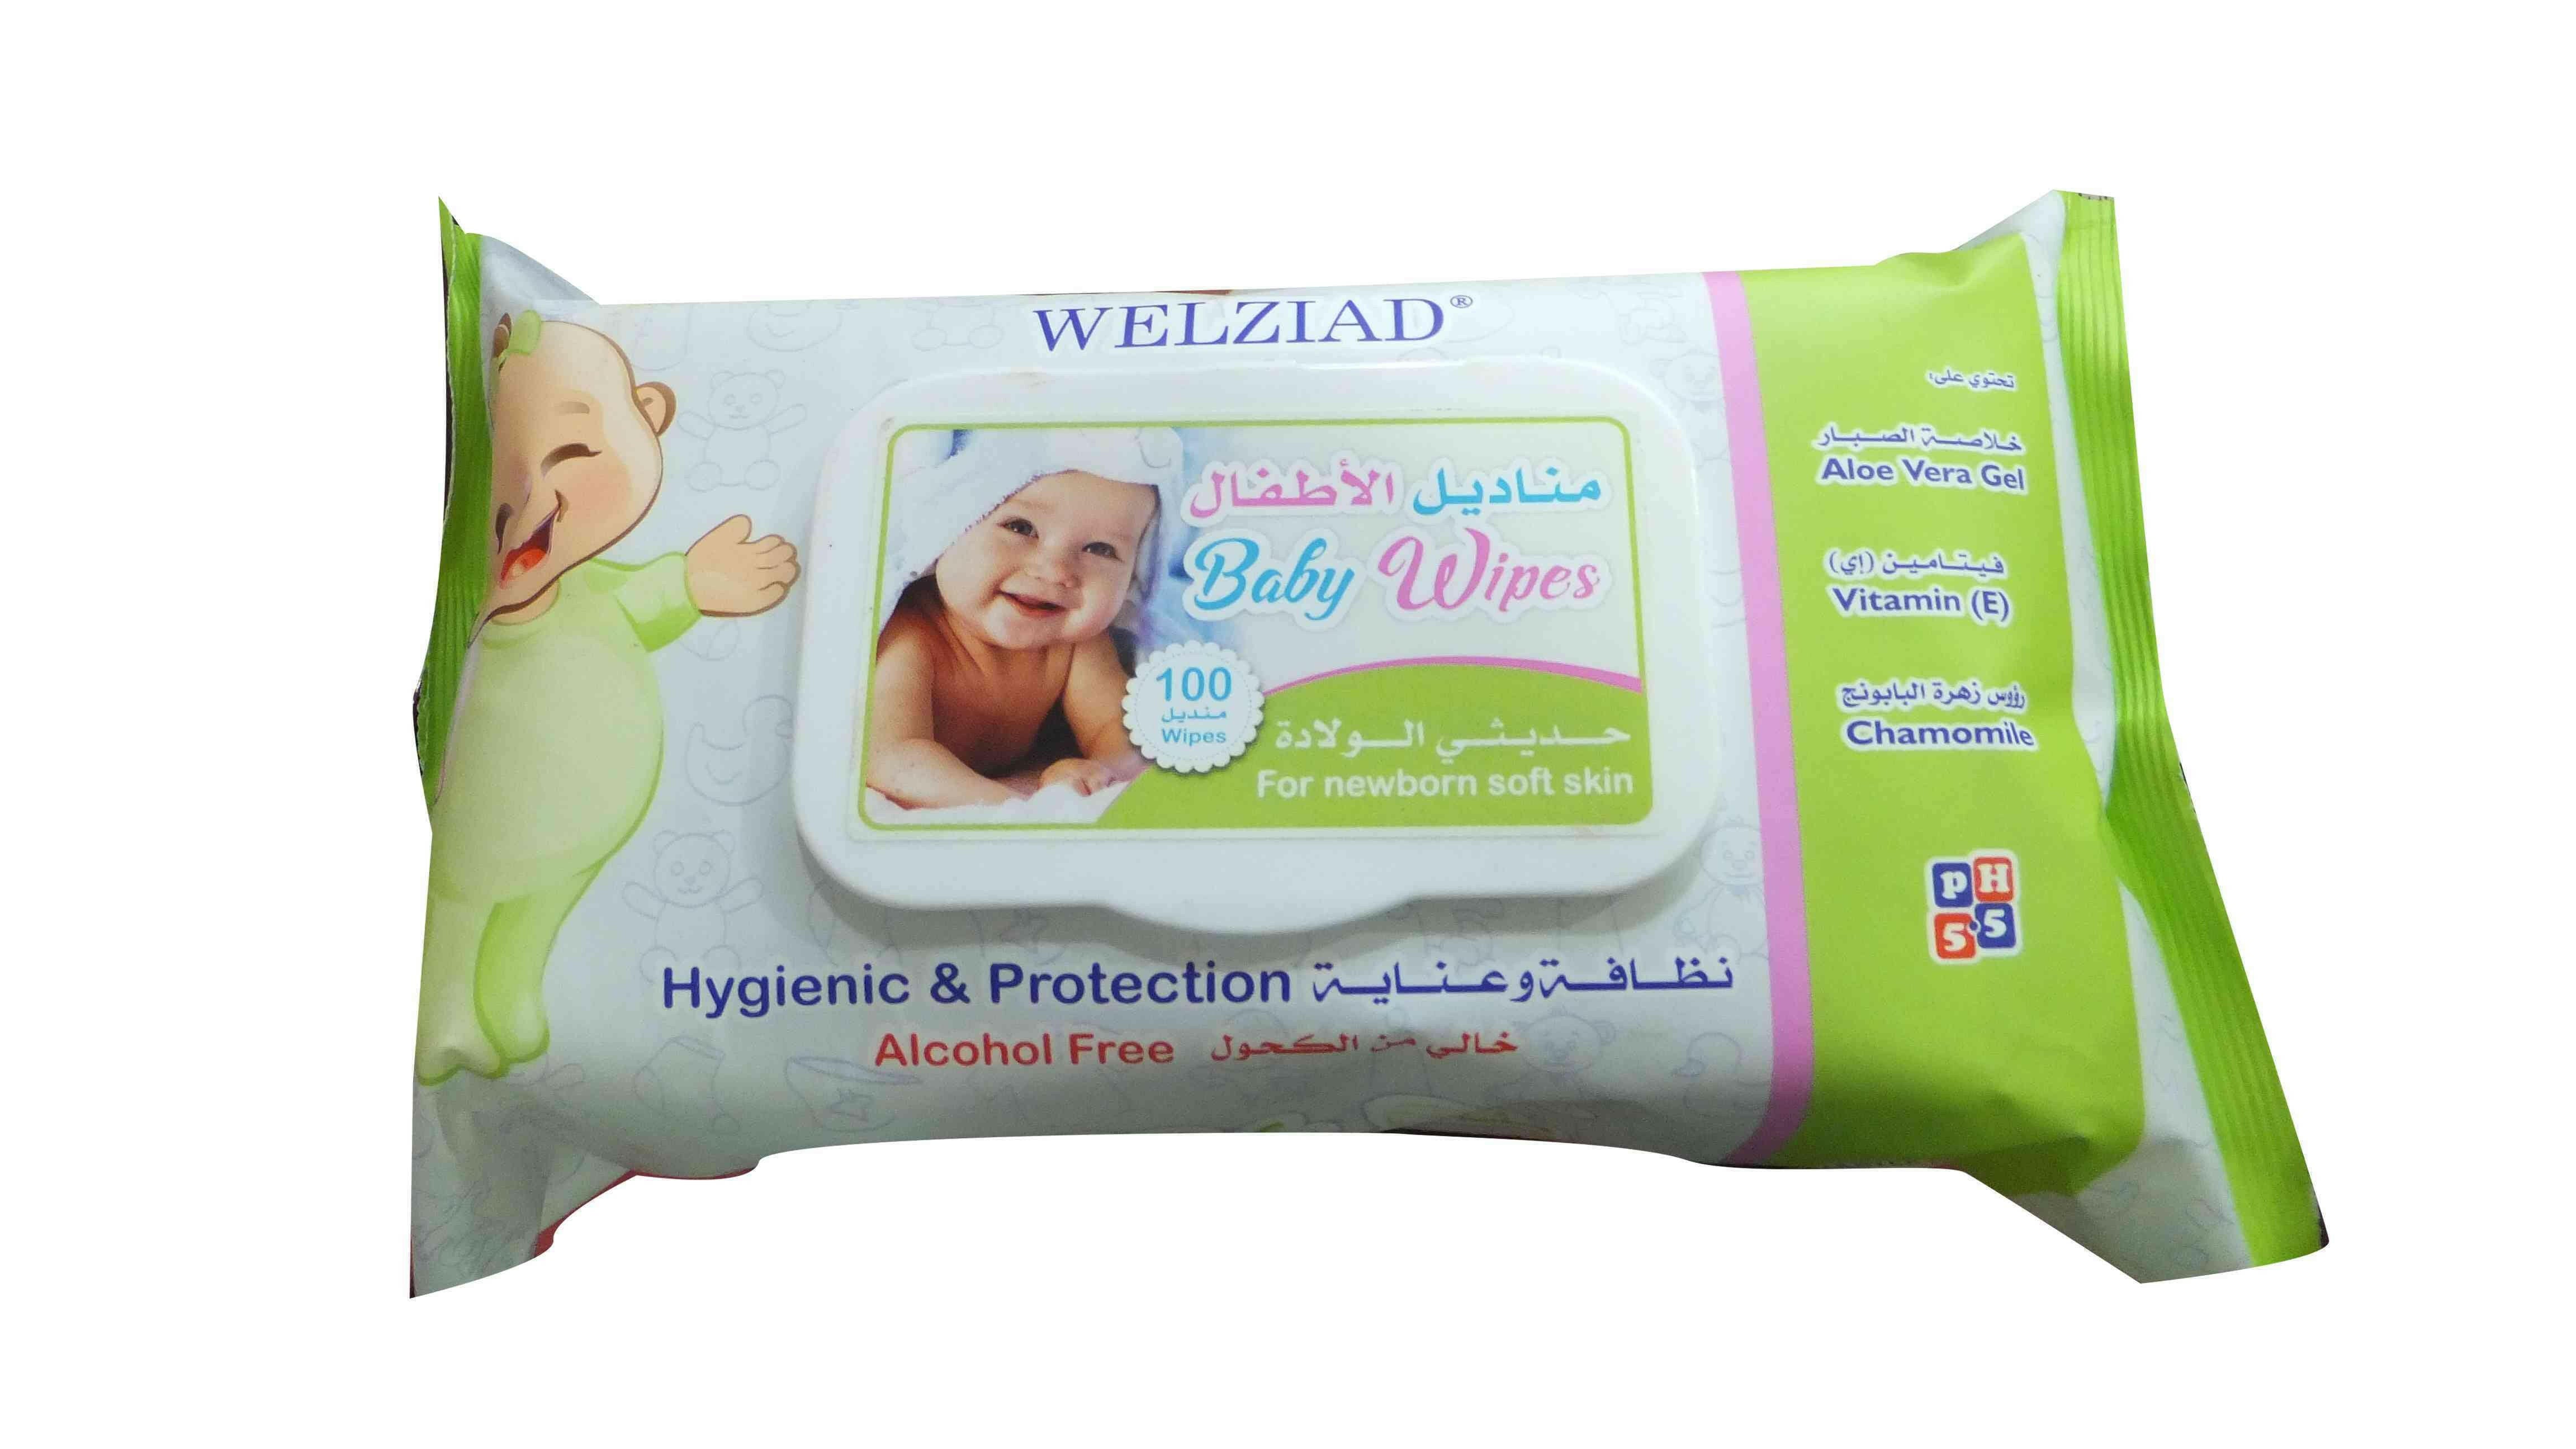 WELZIAD®
مناديل الأطفال
Baby Wipes
100
منديل
Wipes
حديثي الولادة
For newborn soft skin
Hygienic & Protection نظافة وعناية
Alcohol Free خالي من الكحول
تحتوي على:
خلاصة الصبار
Aloe Vera Gel
فيتامين (إي)
Vitamin (E)
رؤوس زهرة البابونج
Chamomile
pH
5.5